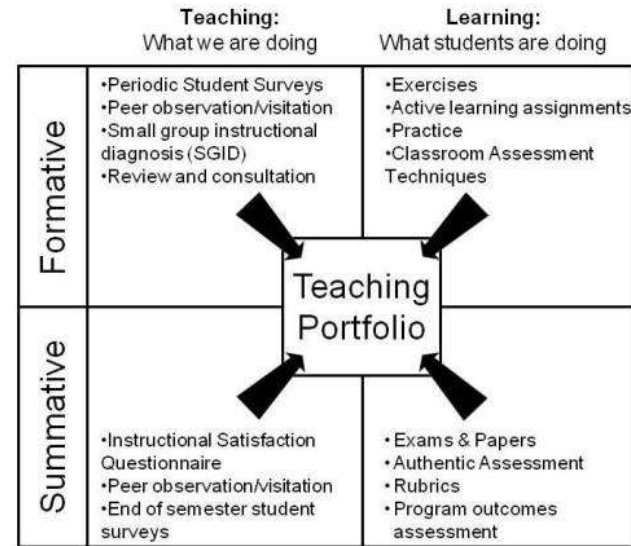 Teaching:
What we are doing
Learning:
What students are doing
Formative
•Periodic Student Surveys
•Peer observation/visitation
•Small group instructional
diagnosis (SGID)
•Review and consultation
•Exercises
•Active learning assignments
•Practice
•Classroom Assessment
Techniques
Teaching
Portfolio
Summative
•Instructional Satisfaction
Questionnaire
•Peer observation/visitation
•End of semester student
surveys
•Exams & Papers
•Authentic Assessment
•Rubrics
•Program outcomes
assessment